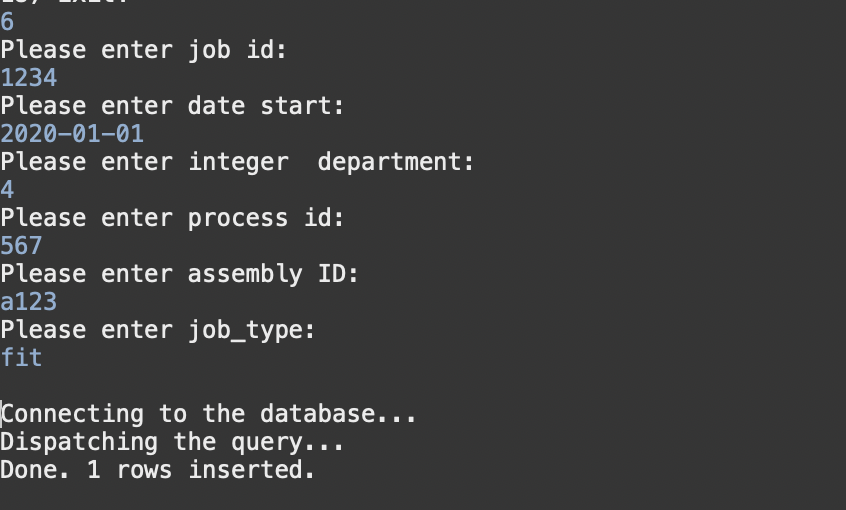 6
Please enter job id:
1234
Please enter date start:
2020-01-01
Please enter integer  department:
4
Please enter process id:
567
Please enter assembly ID:
a123
Please enter job_type:
fit
Connecting to the database...
Dispatching the query...
Done. 1 rows inserted.